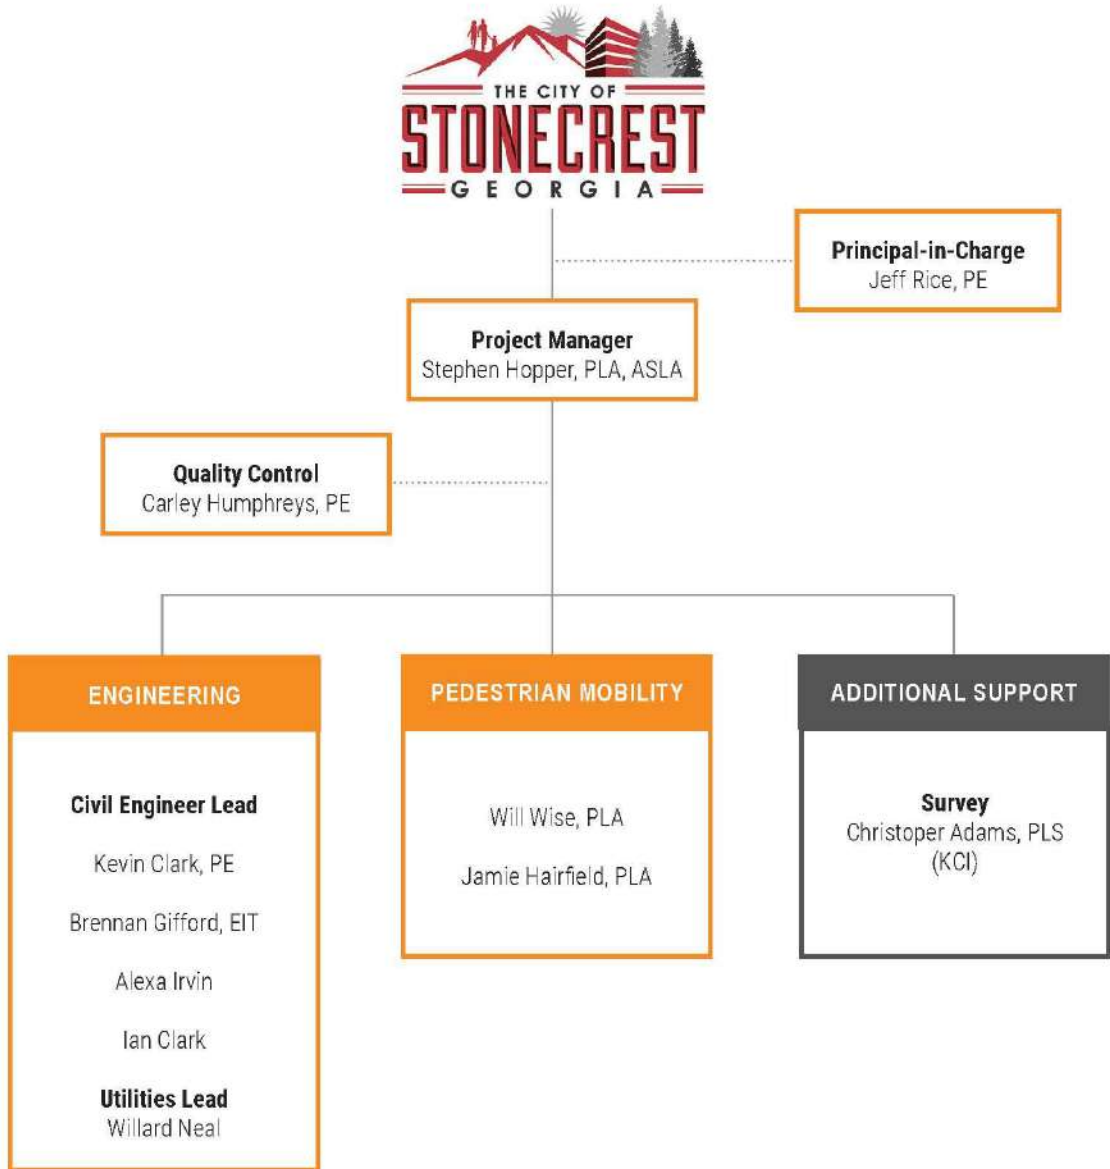 THE CITY OF
STONECREST
GEORGIA
Principal-in-Charge
Jeff Rice, PE
Project Manager
Stephen Hopper, PLA, ASLA
Quality Control
Carley Humphreys, PE
ENGINEERING
Civil Engineer Lead
Kevin Clark, PE
Brennan Gifford, EIT
Alexa Irvin
Ian Clark
Utilities Lead
Willard Neal
PEDESTRIAN MOBILITY
Will Wise, PLA
Jamie Hairfield, PLA
ADDITIONAL SUPPORT
Survey
Christoper Adams, PLS
(KCI)